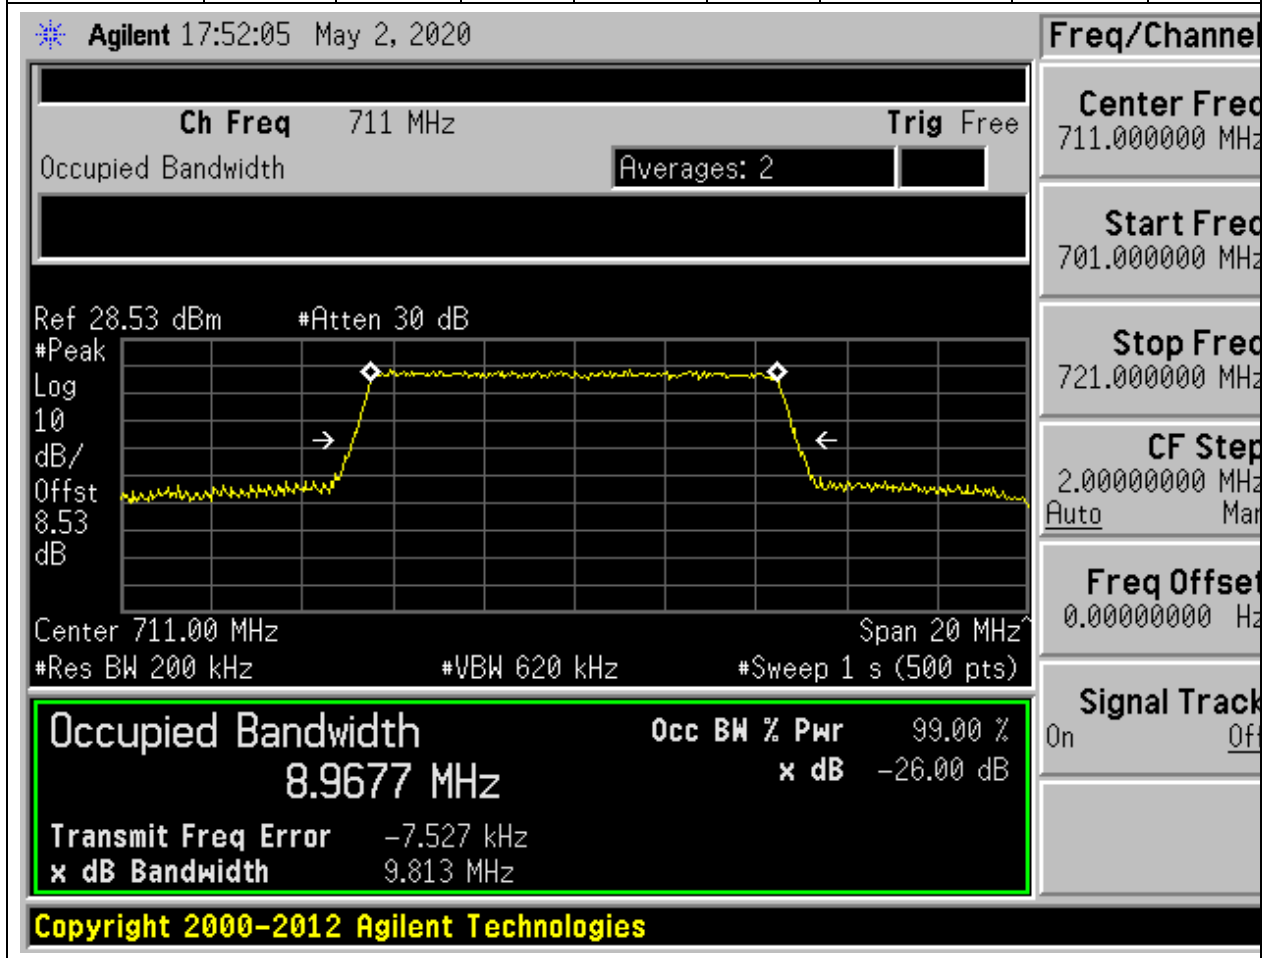 Agilent 17:52:05 May 2, 2020
Freq/Channel
Ch Freq 711 MHz Trig Free
Occupied Bandwidth Averages: 2
Center Freq
711.000000 MHz
Start Freq
701.000000 MHz
Stop Freq
721.000000 MHz
CF Step
2.00000000 MHz
Auto Man
Freq Offset
0.00000000 Hz
Signal Track
On Off
Ref 28.53 dBm #Atten 30 dB
#Peak
Log
10
dB/
Offst
8.53
dB
Center 711.00 MHz Span 20 MHz^
#Res BW 200 kHz #VBW 620 kHz #Sweep 1 s (500 pts)
Occupied Bandwidth Occ BW % Pwr 99.00 %
8.9677 MHz x dB -26.00 dB
Transmit Freq Error -7.527 kHz
x dB Bandwidth 9.813 MHz
Copyright 2000-2012 Agilent Technologies